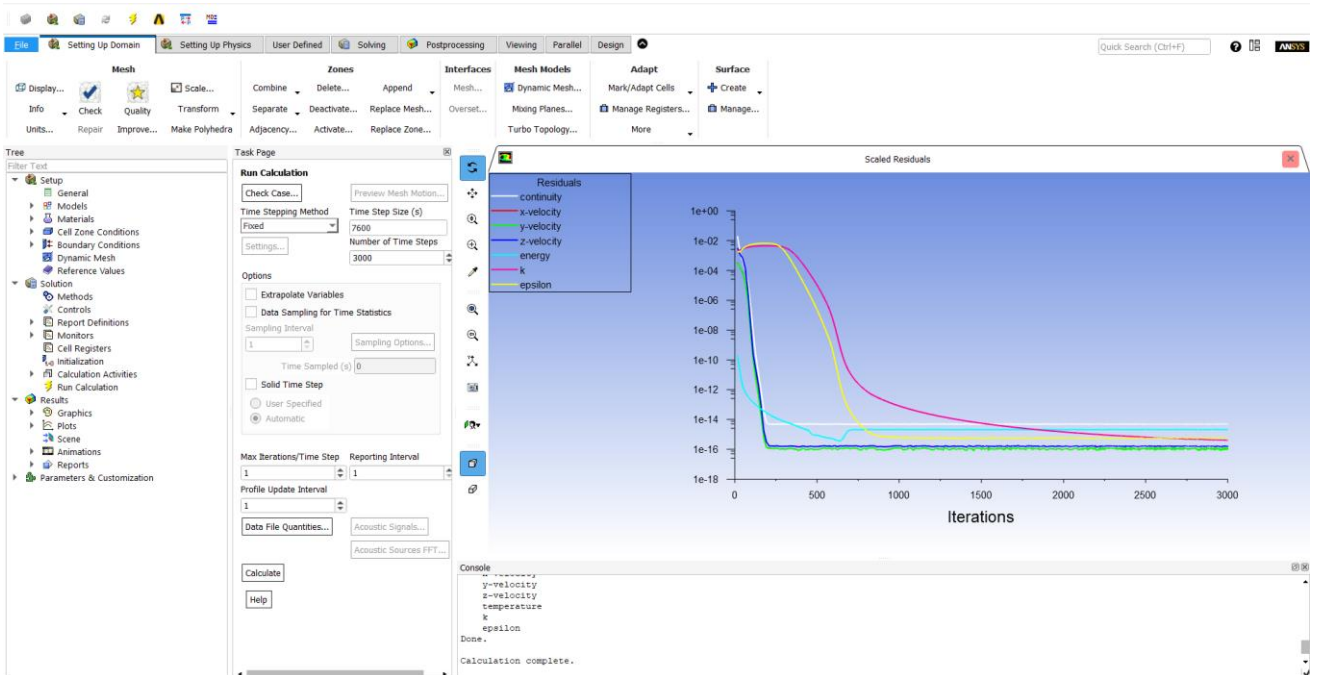 File Setting Up Domain Setting Up Physics User Defined Solving Postprocessing Viewing Parallel Design Quick Search (Ctrl+F) ANSYS
Mesh Zones Interfaces Mesh Models Adapt Surface
Display... Scale... Combine Delete... Append Mesh... Dynamic Mesh... Mark/Adapt Cells Create
Info Check Quality Transform Separate Deactivate... Replace Mesh... Overset... Mixing Planes... Manage Registers... Manage...
Units... Repair Improve... Make Polyhedra Adjacency... Activate... Replace Zone... Turbo Topology... More
Tree
Filter Text
Setup
General
Models
Materials
Cell Zone Conditions
Boundary Conditions
Dynamic Mesh
Reference Values
Solution
Methods
Controls
Report Definitions
Monitors
Cell Registers
Initialization
Calculation Activities
Run Calculation
Results
Graphics
Plots
Scene
Animations
Reports
Parameters & Customization
Task Page
Run Calculation
Check Case... Preview Mesh Motion...
Time Stepping Method Time Step Size (s)
Fixed 7600
Settings... Number of Time Steps
3000
Options
Extrapolate Variables
Data Sampling for Time Statistics
Sampling Interval
1 Sampling Options...
Time Sampled (s) 0
Solid Time Step
User Specified
Automatic
Max Iterations/Time Step Reporting Interval
1 1
Profile Update Interval
1
Data File Quantities... Acoustic Signals...
Acoustic Sources FFT...
Calculate
Help
Scaled Residuals
Residuals
continuity
x-velocity
y-velocity
z-velocity
energy
k
epsilon
1e+00
1e-02
1e-04
1e-06
1e-08
1e-10
1e-12
1e-14
1e-16
1e-18
0 500 1000 1500 2000 2500 3000
Iterations
Console
y-velocity
z-velocity
temperature
k
epsilon
Done.
Calculation complete.